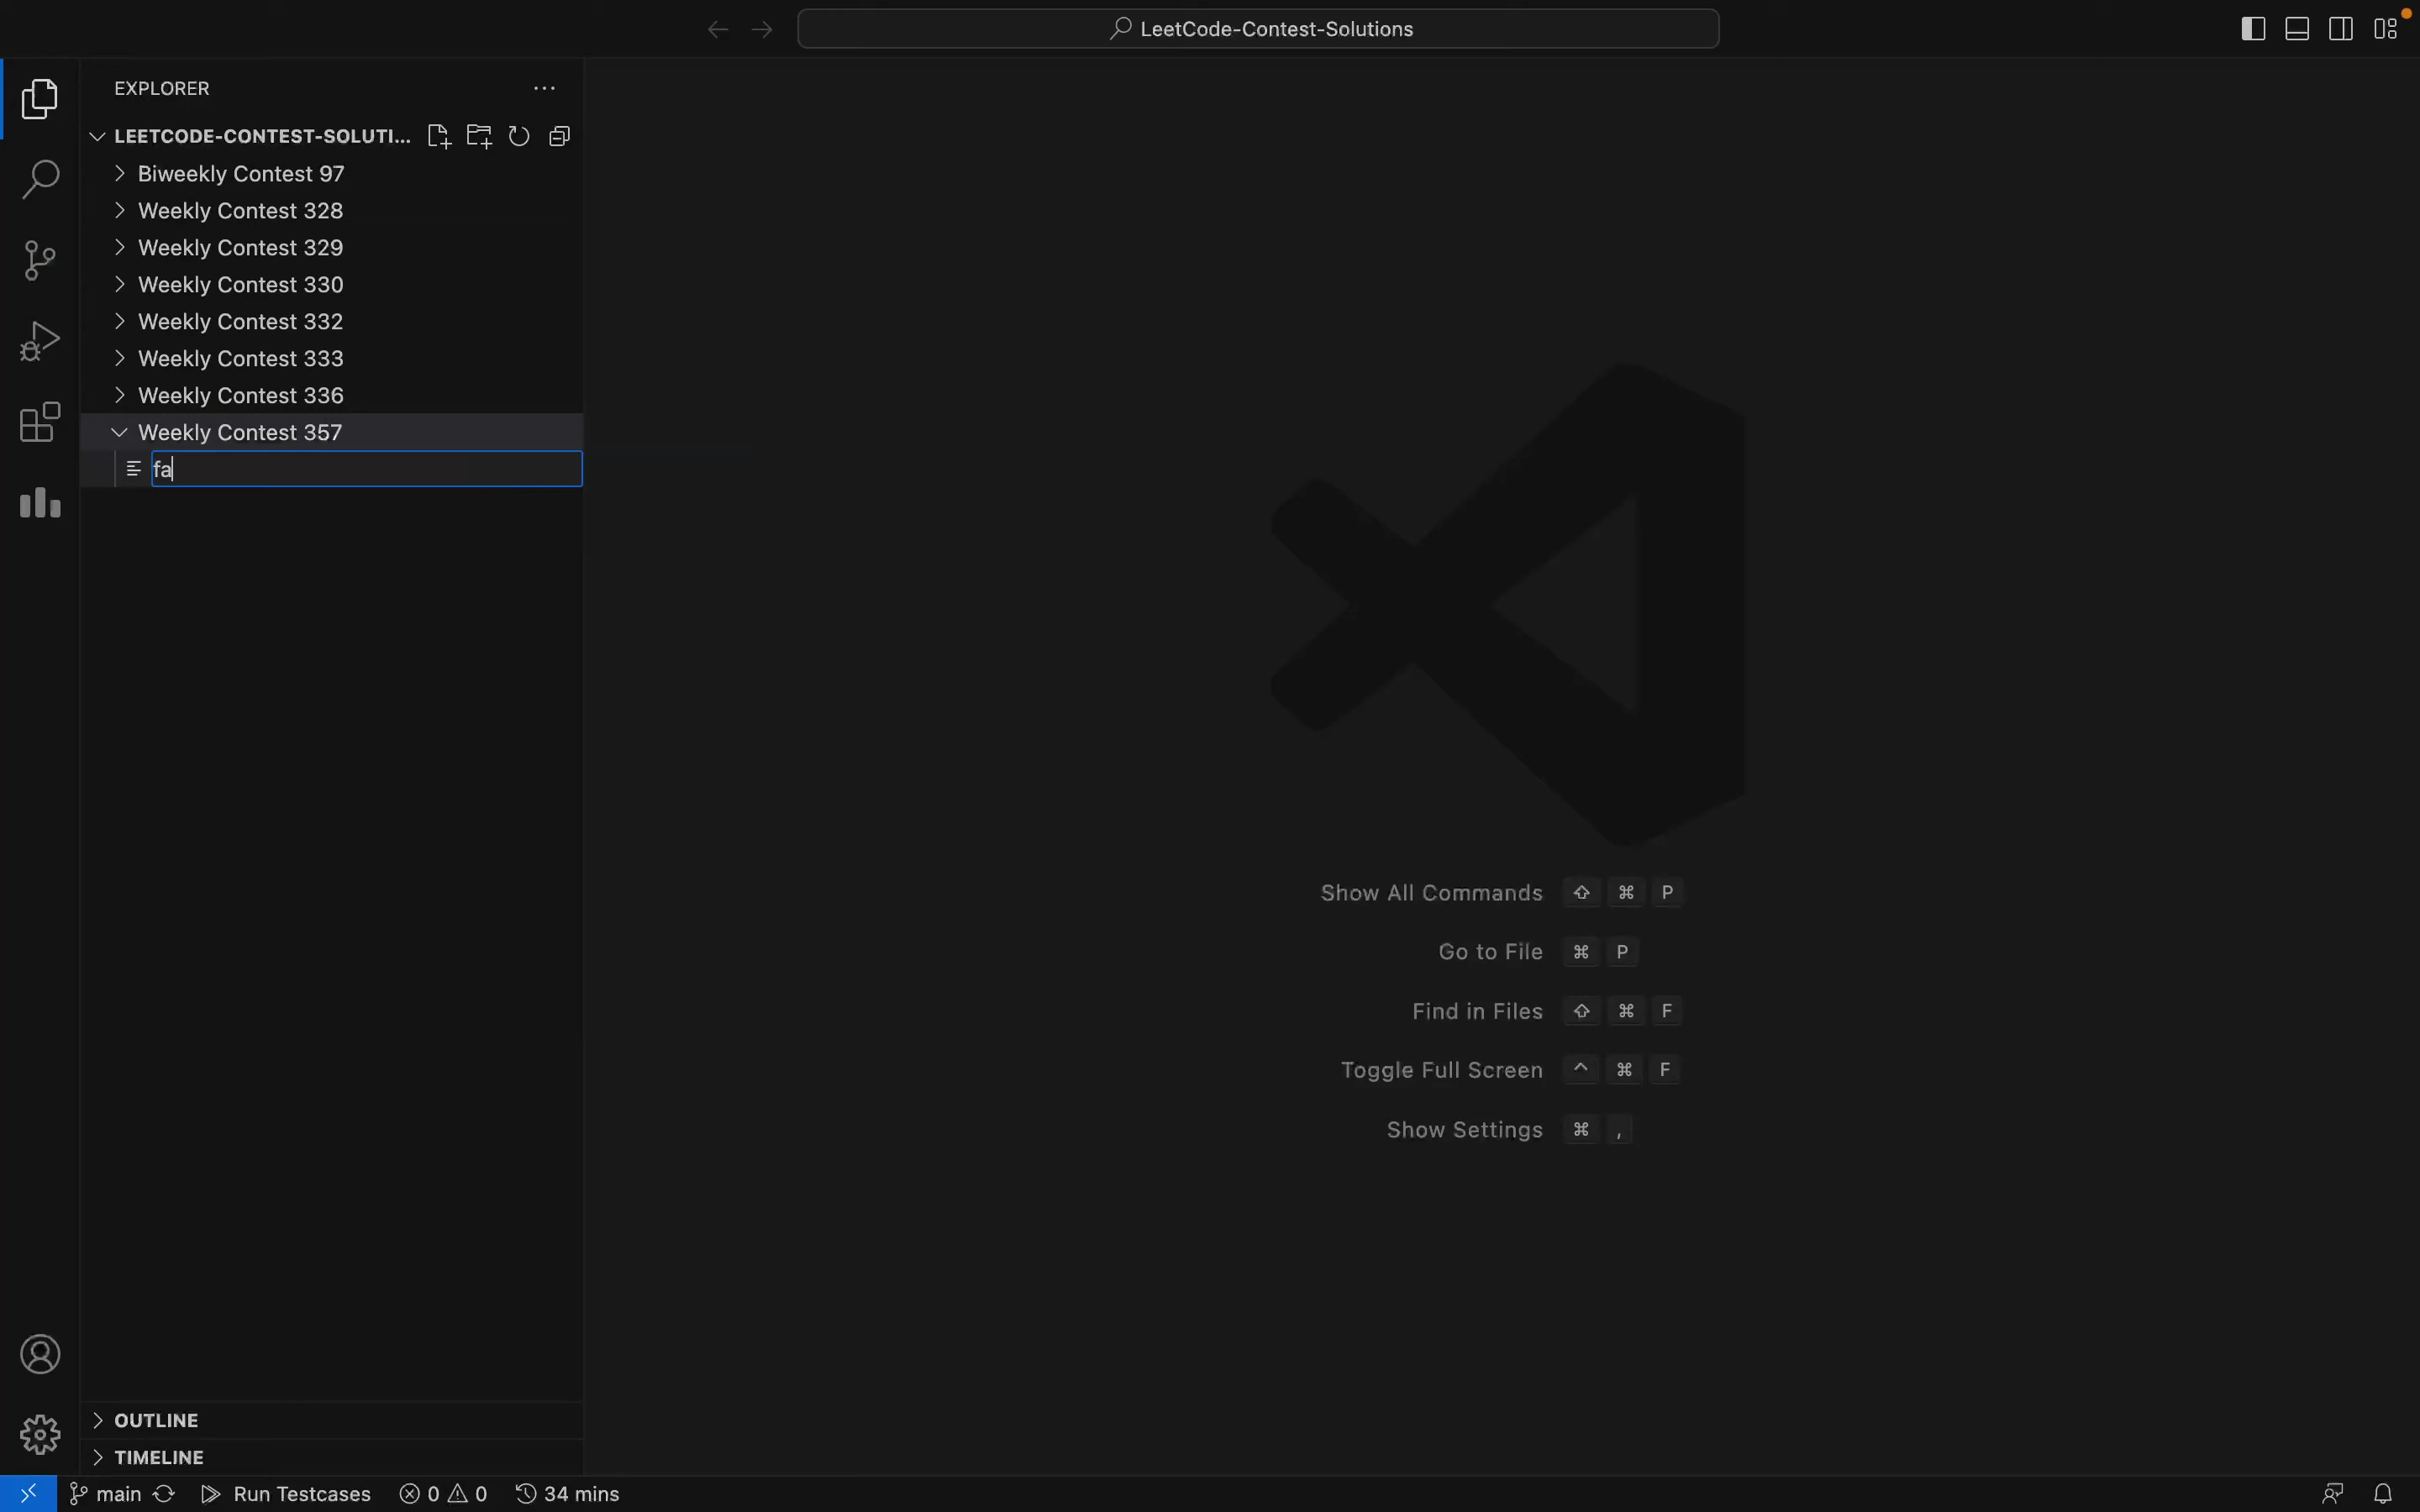 LeetCode-Contest-Solutions
EXPLORER
LEETCODE-CONTEST-SOLUTI...
Biweekly Contest 97
Weekly Contest 328
Weekly Contest 329
Weekly Contest 330
Weekly Contest 332
Weekly Contest 333
Weekly Contest 336
Weekly Contest 357
fa
Show All Commands ⇧ ⌘ P
Go to File ⌘ P
Find in Files ⇧ ⌘ F
Toggle Full Screen ^ ⌘ F
Show Settings ⌘ ,
OUTLINE
TIMELINE
main Run Testcases 0 0 34 mins